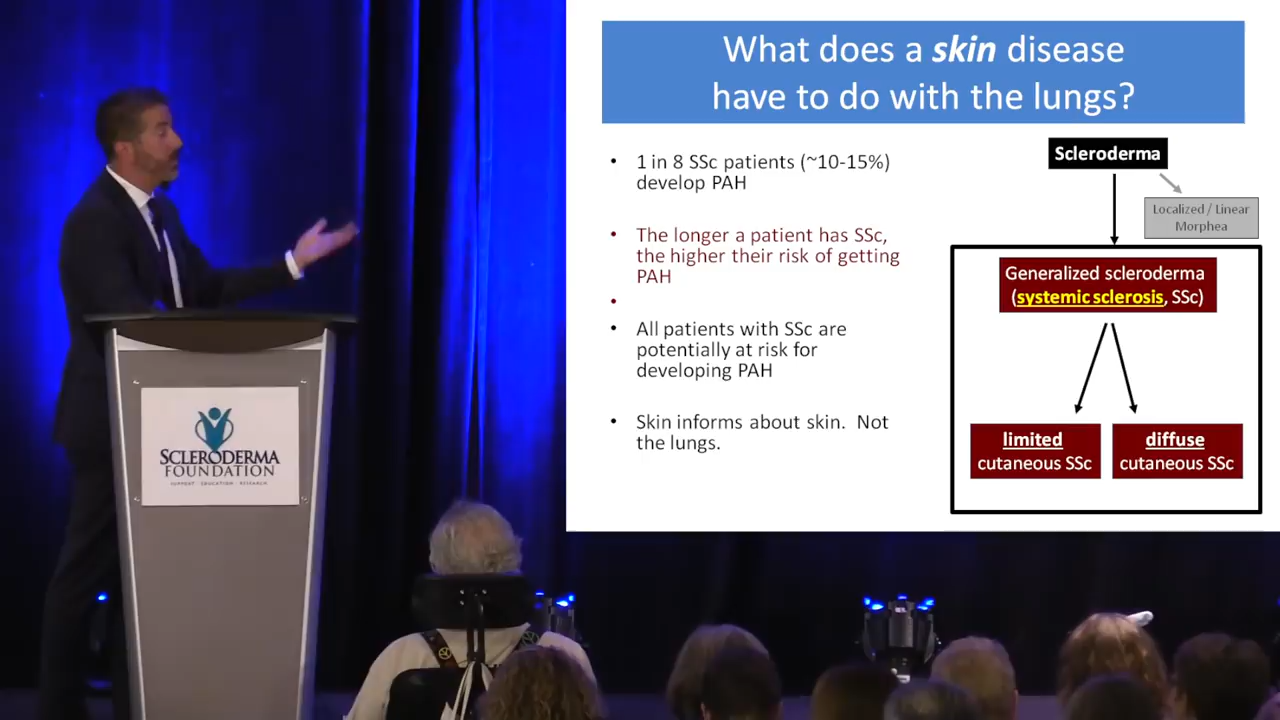 What does a skin disease
have to do with the lungs?
• 1 in 8 SSc patients (~10-15%)
develop PAH
• The longer a patient has SSc,
the higher their risk of getting
PAH
•
• All patients with SSc are
potentially at risk for
developing PAH
• Skin informs about skin. Not
the lungs.
Scleroderma
Localized / Linear
Morphea
Generalized scleroderma
(systemic sclerosis, SSc)
limited
cutaneous SSc
diffuse
cutaneous SSc
SCLERODERMA
FOUNDATION
SUPPORT · EDUCATION · RESEARCH